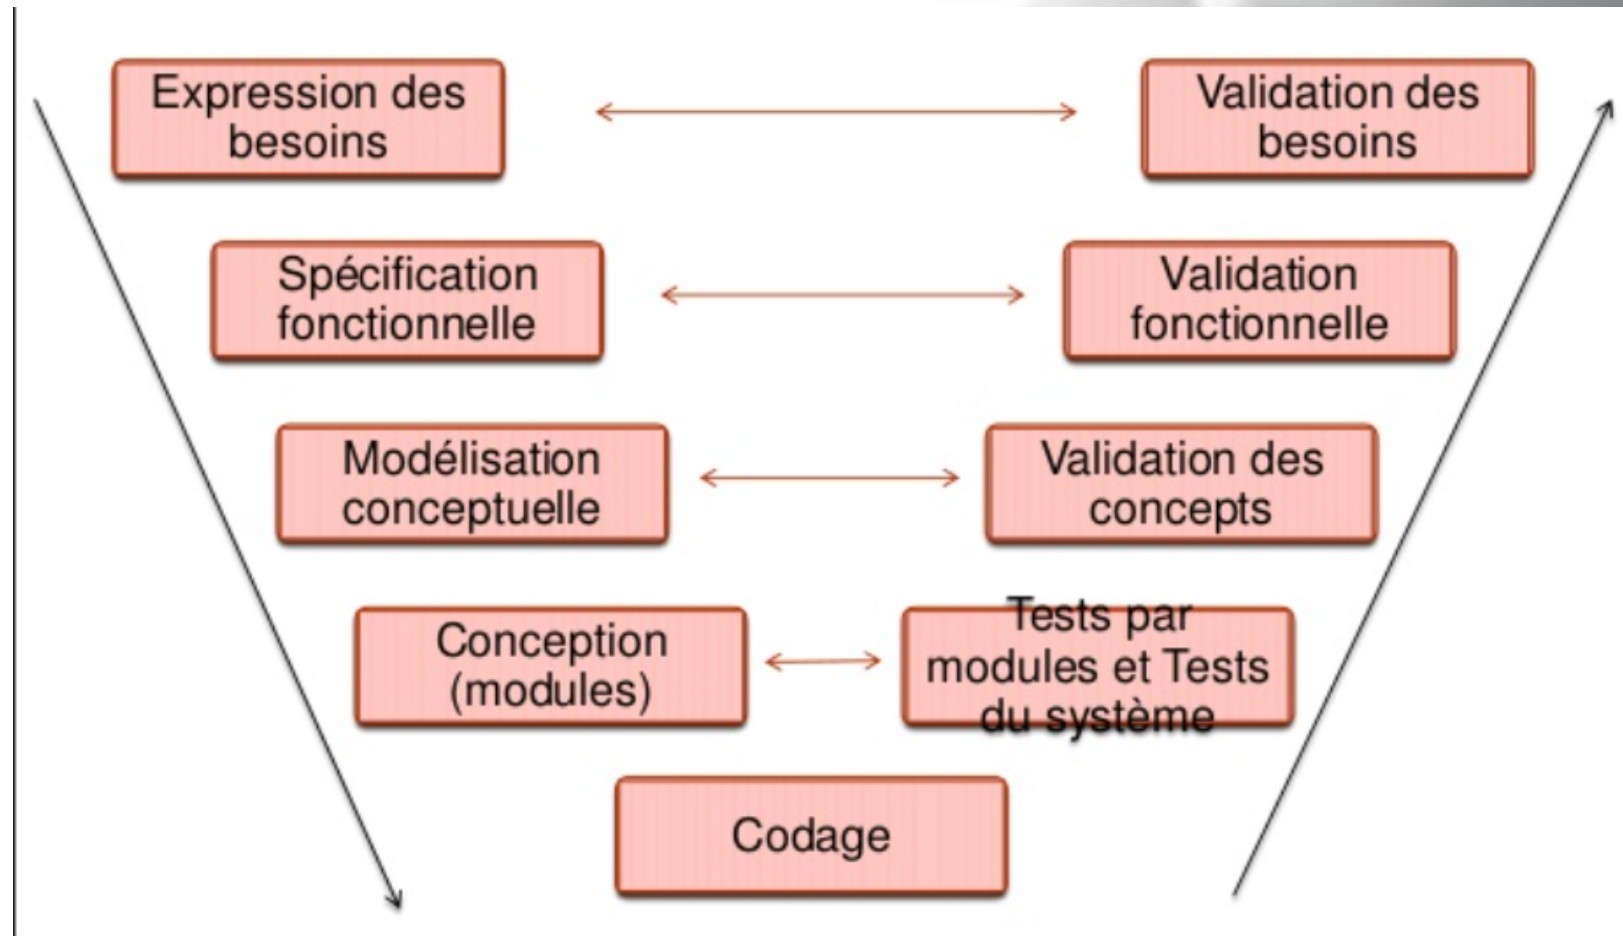 Expression des
besoins
Validation des
besoins
Spécification
fonctionnelle
Validation
fonctionnelle
Modélisation
conceptuelle
Validation des
concepts
Conception
(modules)
Tests par
modules et Tests
du système
Codage